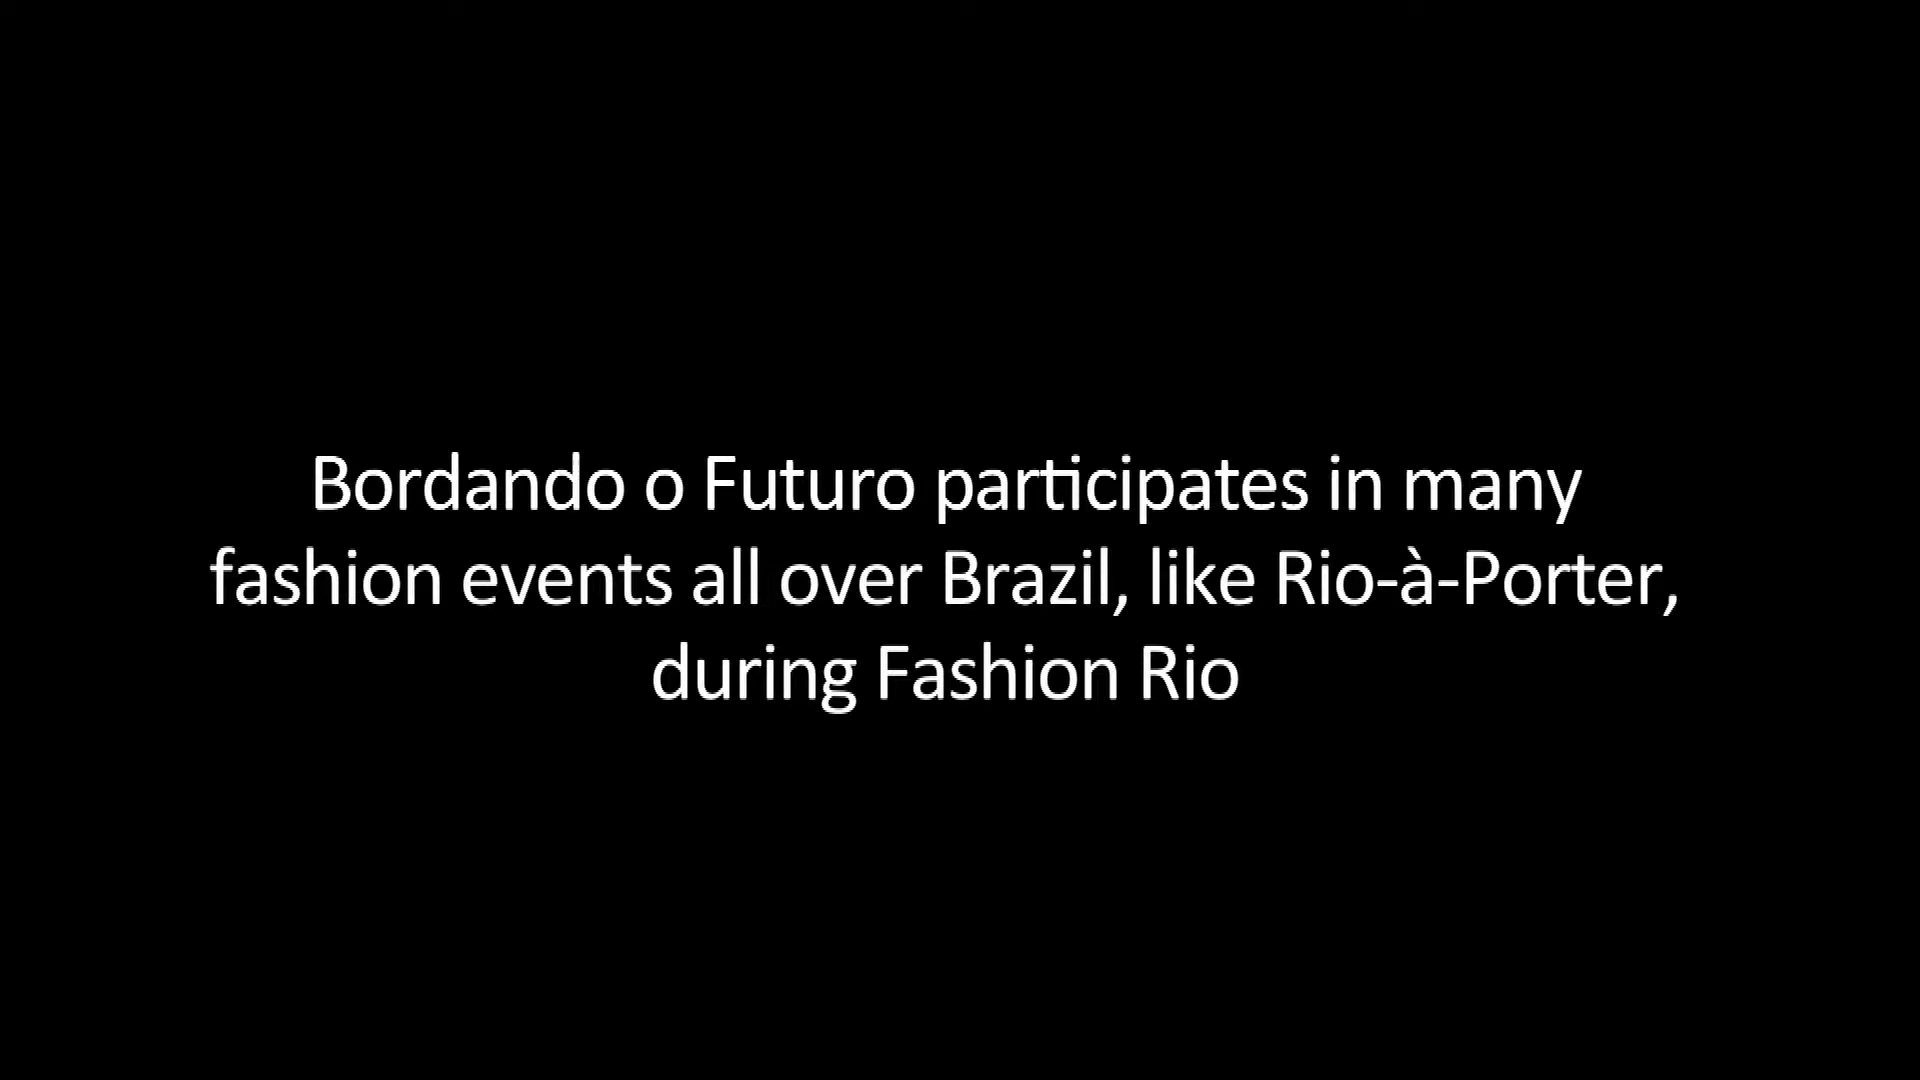 Bordando o Futuro participates in many
fashion events all over Brazil, like Rio-à-Porter,
during Fashion Rio